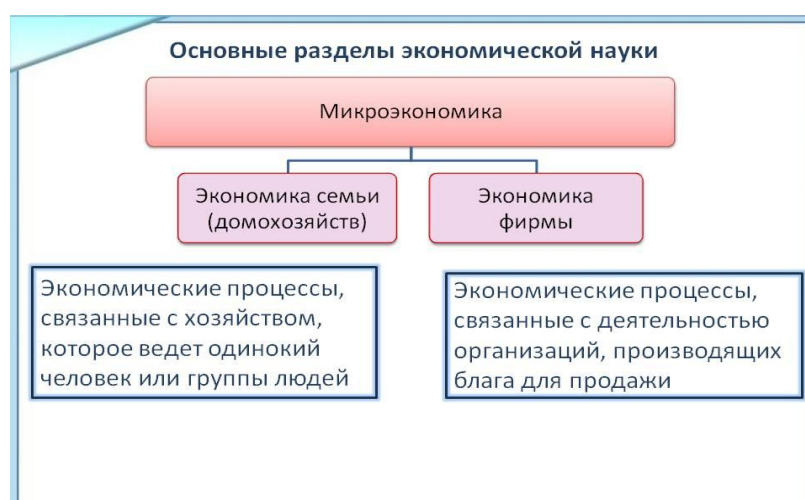 Основные разделы экономической науки
Микроэкономика
Экономика семьи
(домохозяйств)
Экономика
фирмы
Экономические процессы,
связанные с хозяйством,
которое ведет одинокий
человек или группы людей
Экономические процессы,
связанные с деятельностью
организаций, производящих
блага для продажи